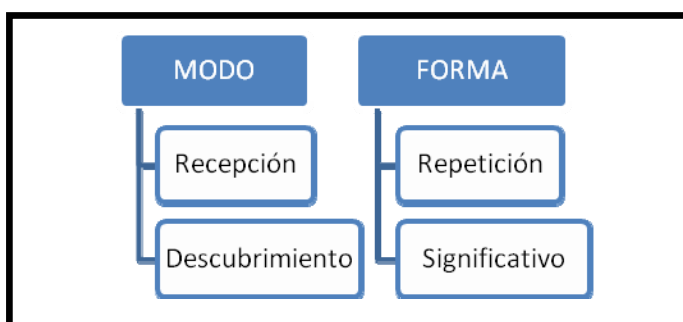 MODO
Recepción
Descubrimiento
FORMA
Repetición
Significativo